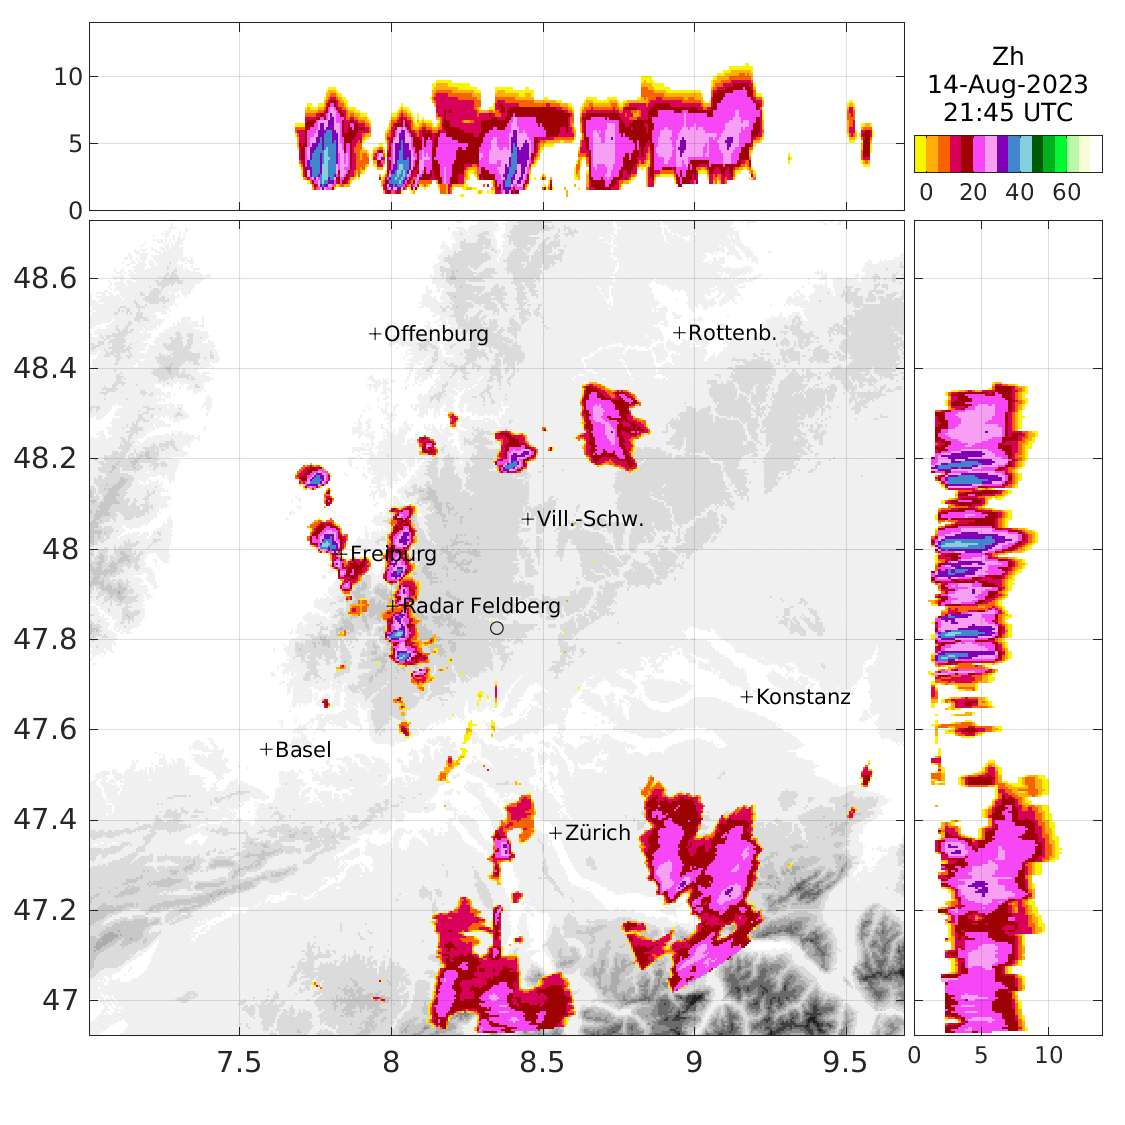 10
5
0
Zh
14-Aug-2023
21:45 UTC
0 20 40 60
48.6
48.4
48.2
48
47.8
47.6
47.4
47.2
47
Offenburg
Rottenb.
Vill.-Schw.
Freiburg
Radar Feldberg
Konstanz
Basel
Zürich
7.5 8 8.5 9 9.5
0 5 10